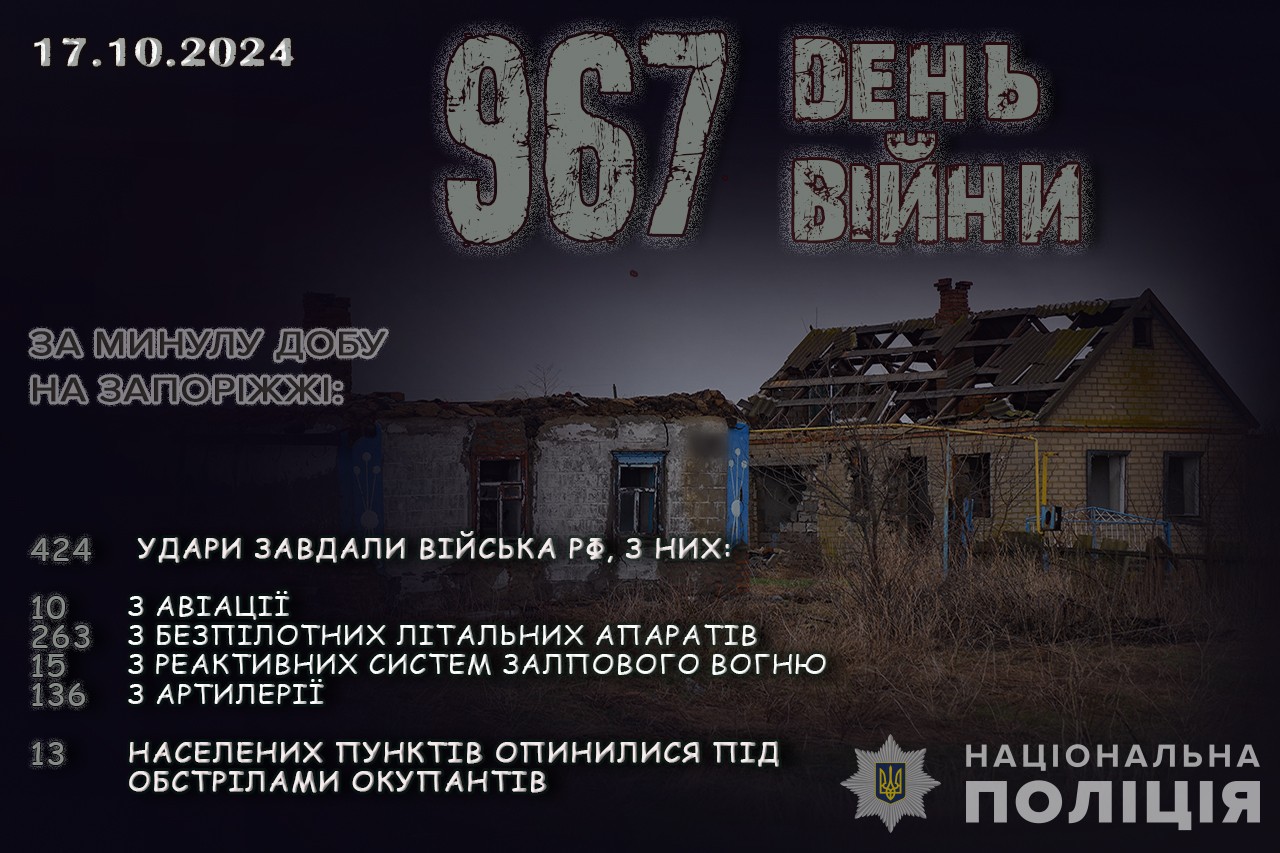 17.10.2024
967 ДЕНЬ
ВІЙНИ
ЗА МИНУЛУ ДОБУ
НА ЗАПОРІЖЖІ:
424 УДАРИ ЗАВДАЛИ ВІЙСЬКА РФ, З НИХ:
10 З АВІАЦІЇ
263 З БЕЗПІЛОТНИХ ЛІТАЛЬНИХ АПАРАТІВ
15 З РЕАКТИВНИХ СИСТЕМ ЗАЛПОВОГО ВОГНЮ
136 З АРТИЛЕРІЇ
13 НАСЕЛЕНИХ ПУНКТІВ ОПИНИЛИСЯ ПІД
ОБСТРІЛАМИ ОКУПАНТІВ
НАЦІОНАЛЬНА
ПОЛІЦІЯ